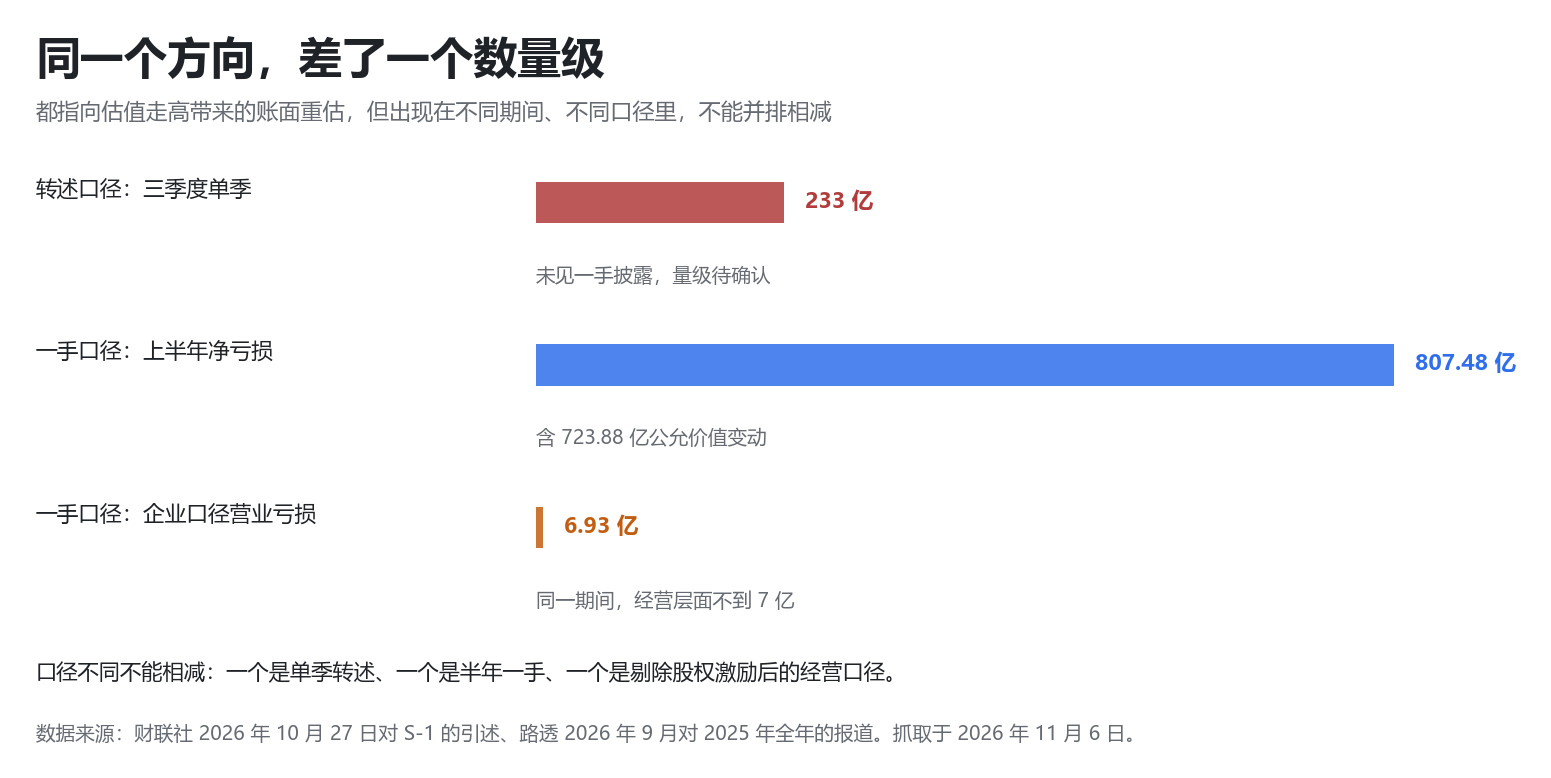 同一个方向，差了一个数量级
都指向估值走高带来的账面重估，但出现在不同期间、不同口径里，不能并排相减
转述口径：三季度单季
233 亿
未见一手披露，量级待确认
一手口径：上半年净亏损
807.48 亿
含 723.88 亿公允价值变动
一手口径：企业口径营业亏损
6.93 亿
同一期间，经营层面不到 7 亿
口径不同不能相减：一个是单季转述、一个是半年一手、一个是剔除股权激励后的经营口径。
数据来源：财联社 2026 年 10 月 27 日对 S-1 的引述、路透 2026 年 9 月对 2025 年全年的报道。抓取于 2026 年 11 月 6 日。